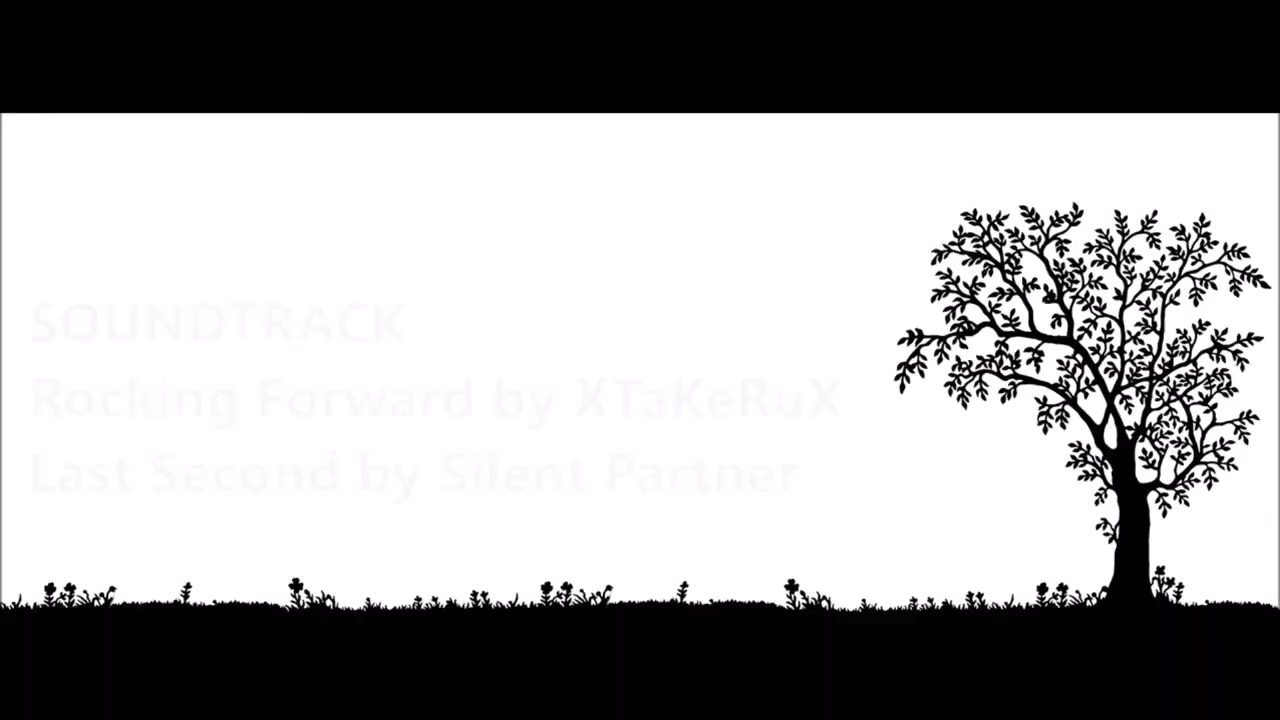 SOUNDTRACK
Rocking Forward by XTaKeRuX
Last Second by Silent Partner